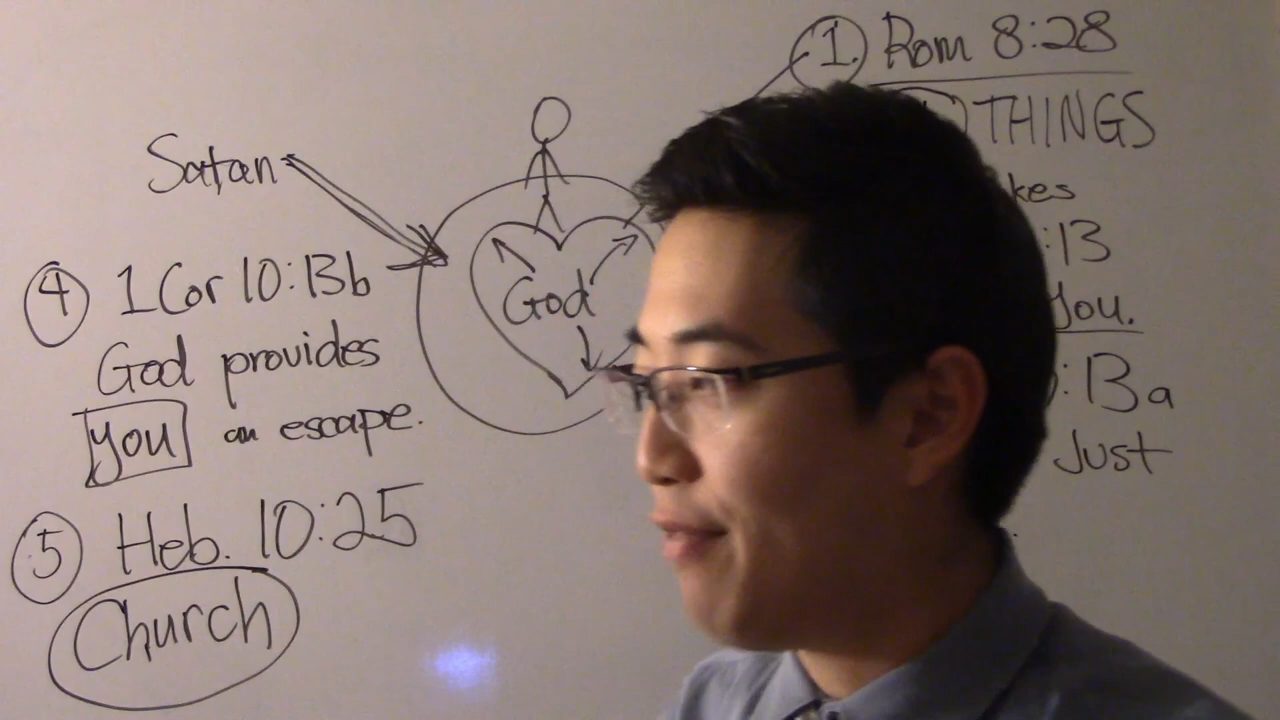 Satan
④ 1 Cor 10:13b
God provides
you an escape.
⑤ Heb. 10:25
Church
God
① Rom 8:28
THINGS
kes
:13
you.
:13a
Just